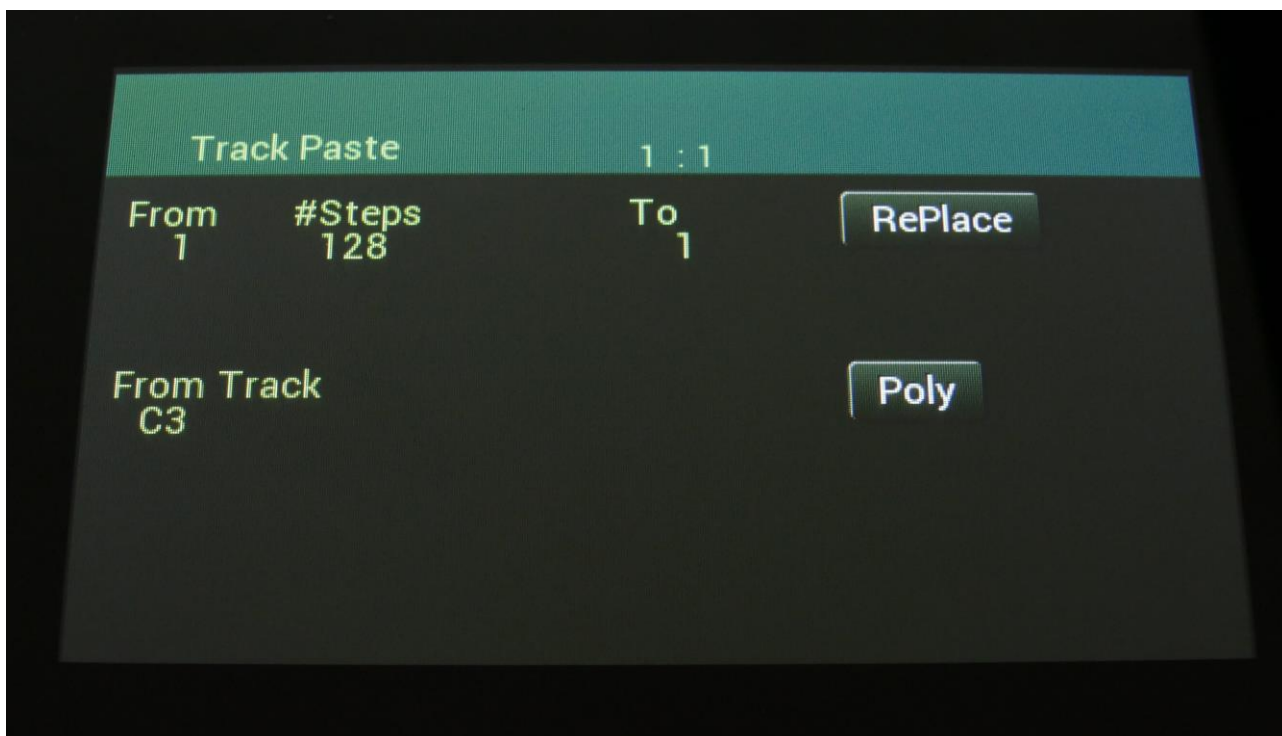 Track Paste 1 : 1
From #Steps To RePlace
1 128 1
From Track Poly
C3